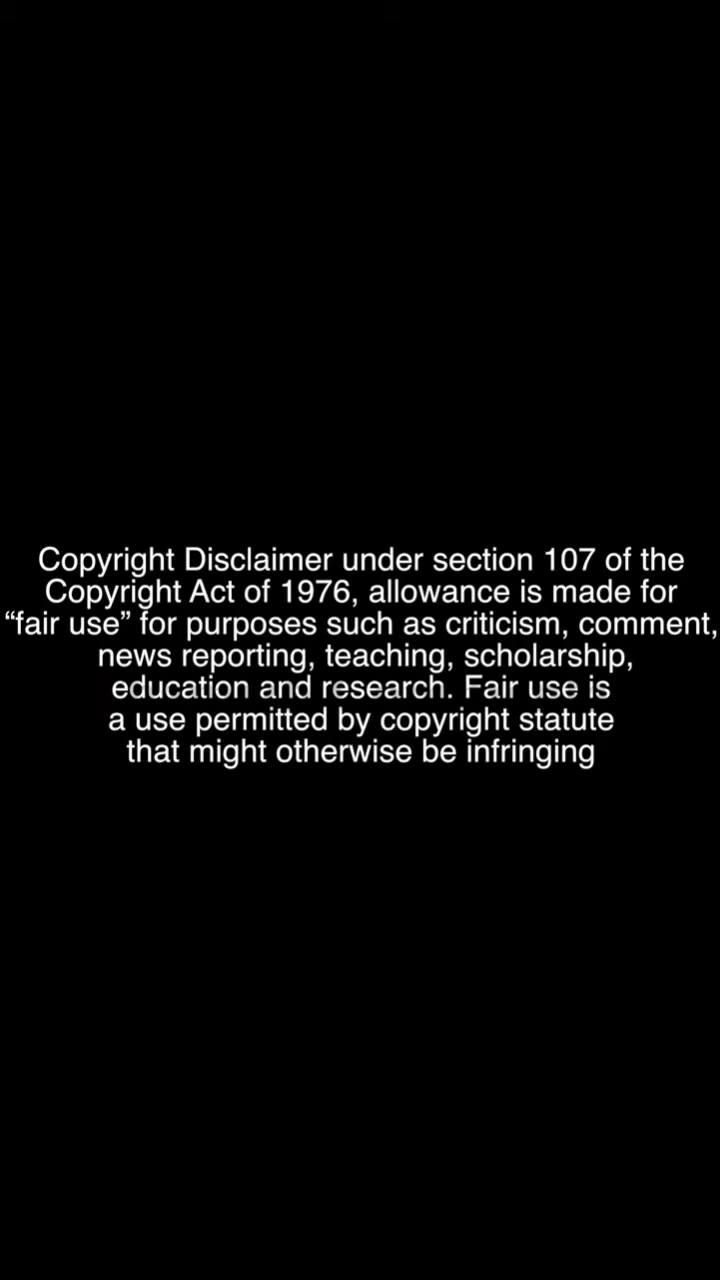 Copyright Disclaimer under section 107 of the
Copyright Act of 1976, allowance is made for
“fair use” for purposes such as criticism, comment,
news reporting, teaching, scholarship,
education and research. Fair use is
a use permitted by copyright statute
that might otherwise be infringing